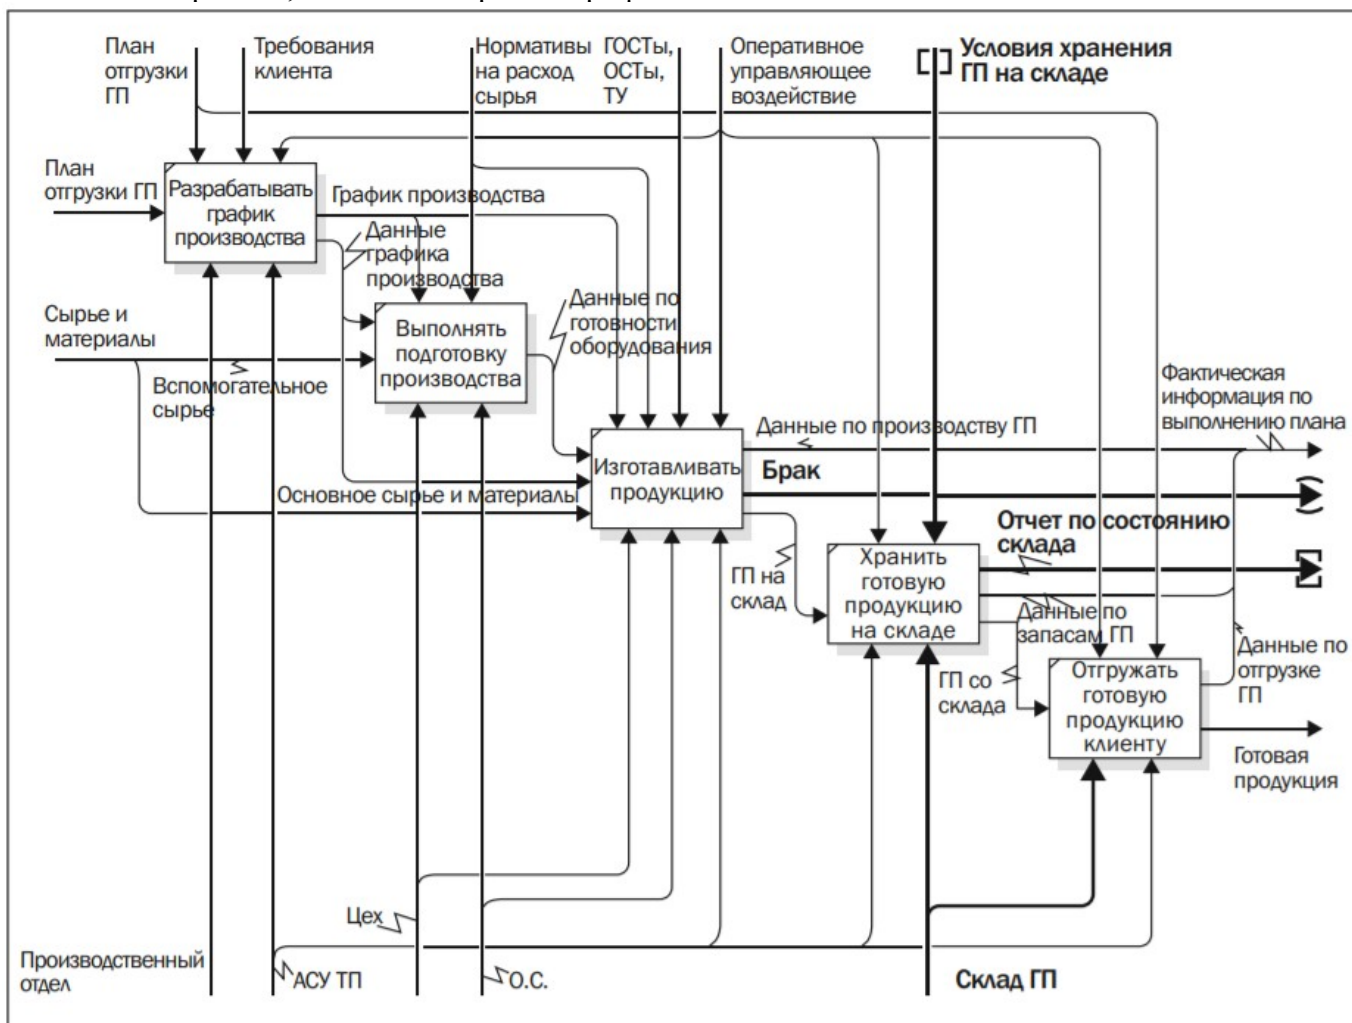 План
отгрузки
ГП
Требования
клиента
Нормативы
на расход
сырья
ГОСТы,
ОСТы,
ТУ
Оперативное
управляющее
воздействие
Условия хранения
ГП на складе
План
отгрузки ГП
Разрабатывать
график
производства
График производства
Данные
графика
производства
Сырье и
материалы
Вспомогательное
сырье
Выполнять
подготовку
производства
Данные по
готовности
оборудования
Фактическая
информация по
выполнению плана
Данные по производству ГП
Брак
Изготавливать
продукцию
Основное сырье и материалы
Отчет по состоянию
склада
ГП на
склад
Хранить
готовую
продукцию
на складе
Данные по
запасам ГП
Данные по
отгрузке
ГП
ГП со
склада
Отгружать
готовую
продукцию
клиенту
Готовая
продукция
Цех
Производственный
отдел
АСУ ТП
О.С.
Склад ГП